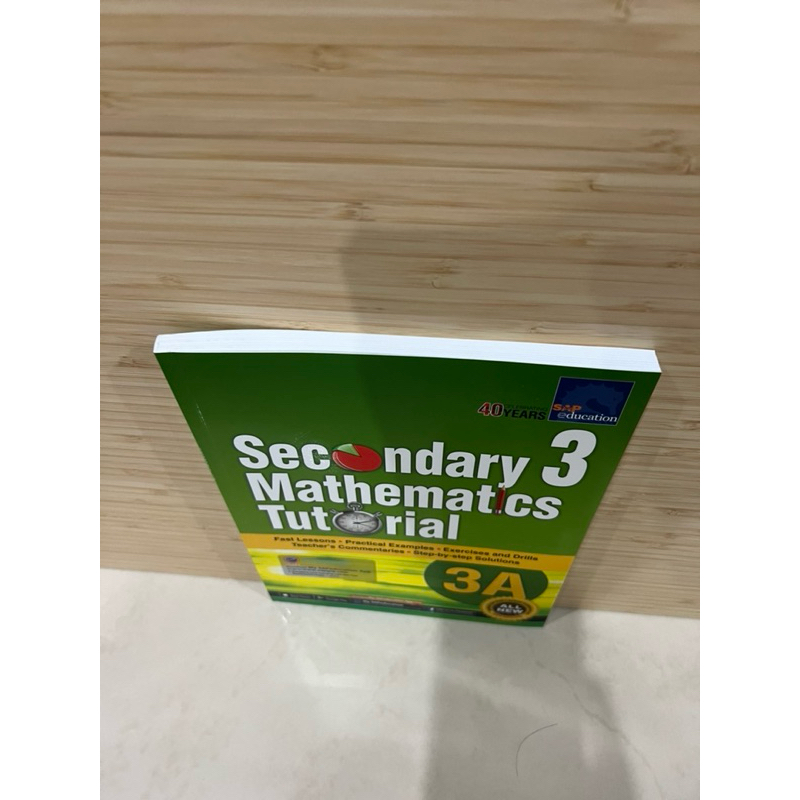 40 YEARS
SAP
education
Secondary 3
Mathematics
Tutorial
Fast Lessons • Practical Examples • Exercises and Drills
Teacher's Commentaries • Step-by-step Solutions
3A
ALL
NEW